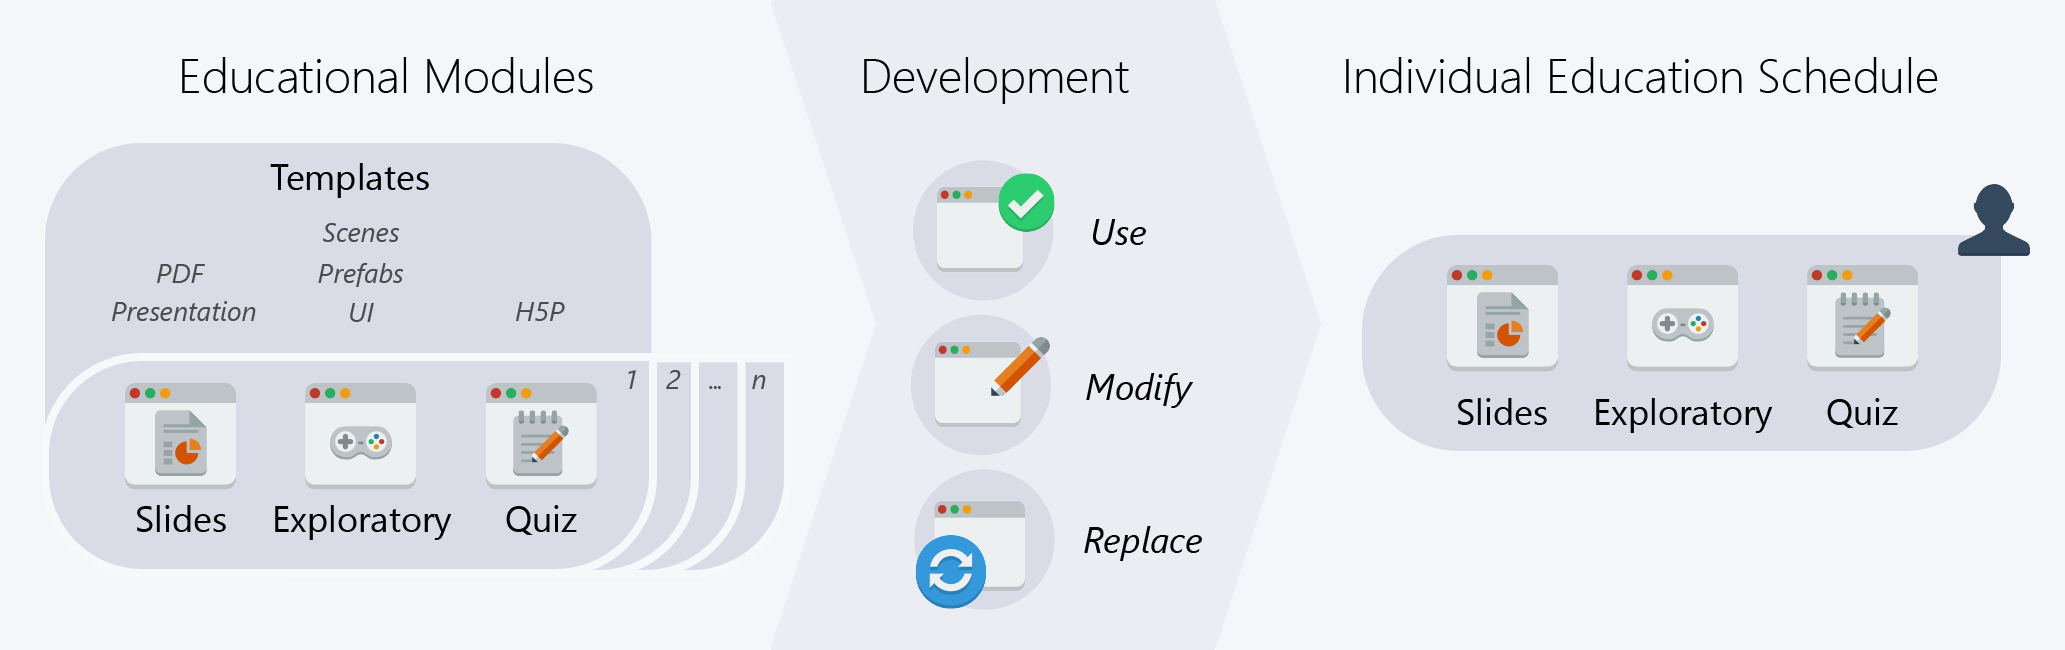 Educational Modules
Development
Individual Education Schedule
Templates
Scenes
PDF
Prefabs
Presentation
UI
H5P
1
2
...
n
Slides
Exploratory
Quiz
Use
Modify
Replace
Slides
Exploratory
Quiz